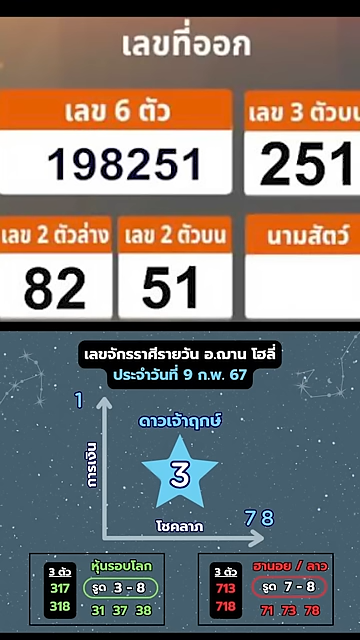 เลขที่ออก
เลข 6 ตัว
เลข 3 ตัวบน
198251
251
เลข 2 ตัวล่าง
เลข 2 ตัวบน
นามสัตว์
82
51
เลขจักรราศีรายวัน อ.ฌาน โฮลี่
ประจำวันที่ 9 ก.พ. 67
1
ดาวเจ้าฤกษ์
การเงิน
3
โชคลาภ
7 8
3 ตัว
หุ้นรอบโลก
317
รูด 3 - 8
318
31 37 38
3 ตัว
ฮานอย / ลาว
713
รูด 7 - 8
718
71 73 78